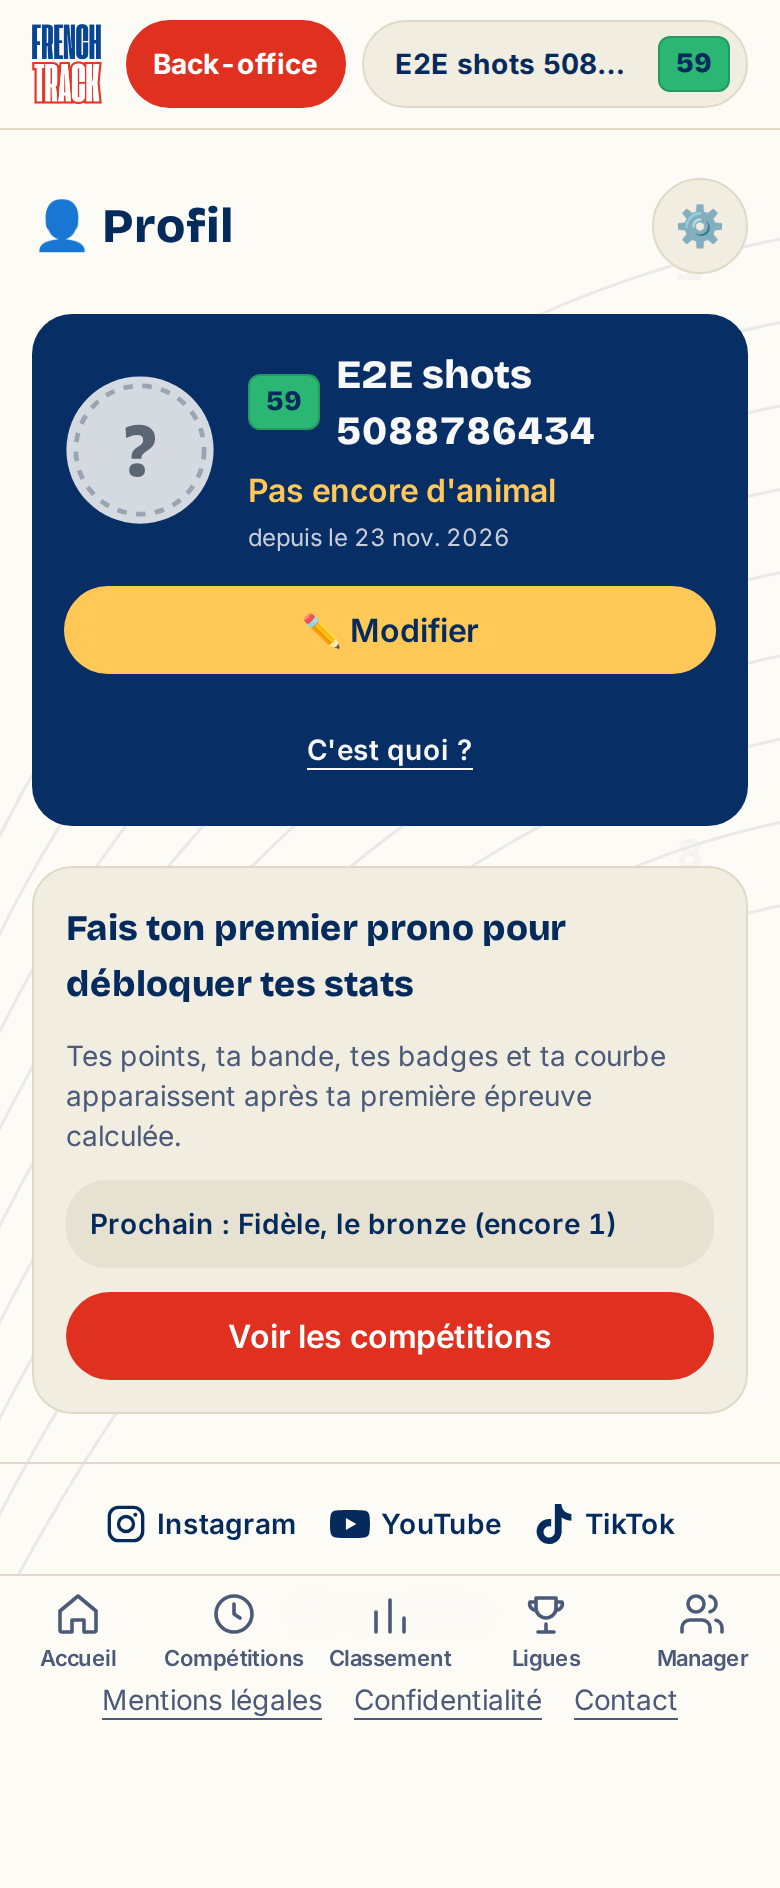 FRENCH
TRACK
Back-office
E2E shots 508...
59
Profil
59
E2E shots
5088786434
?
Pas encore d'animal
depuis le 23 nov. 2026
Modifier
C'est quoi ?
8
Fais ton premier prono pour
débloquer tes stats
Tes points, ta bande, tes badges et ta courbe
apparaissent après ta première épreuve
calculée.
Prochain : Fidèle, le bronze (encore 1)
Voir les compétitions
Instagram YouTube TikTok
Accueil Compétitions Classement Ligues Manager
Mentions légales Confidentialité Contact